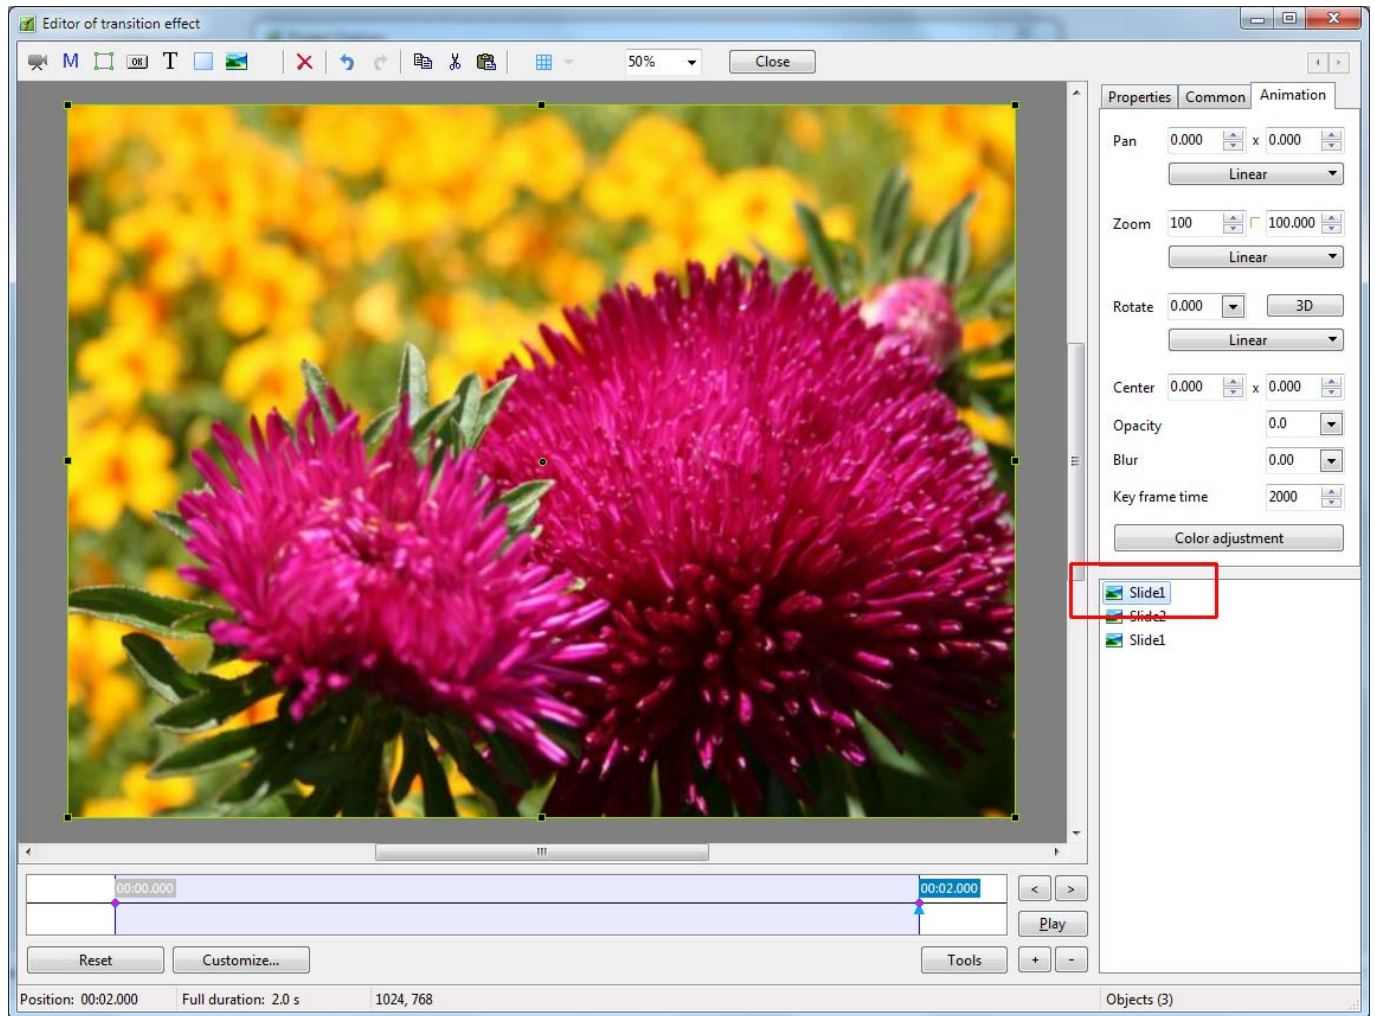 Editor of transition effect
M OK T 50% Close
Properties Common Animation
Pan 0.000 x 0.000
Linear
Zoom 100 100.000
Linear
Rotate 0.000 3D
Linear
Center 0.000 x 0.000
Opacity 0.0
Blur 0.00
Key frame time 2000
Color adjustment
Slide1
Slide2
Slide1
00:00.000 00:02.000 < >
Play
Reset Customize... Tools + -
Position: 00:02.000 Full duration: 2.0 s 1024, 768 Objects (3)